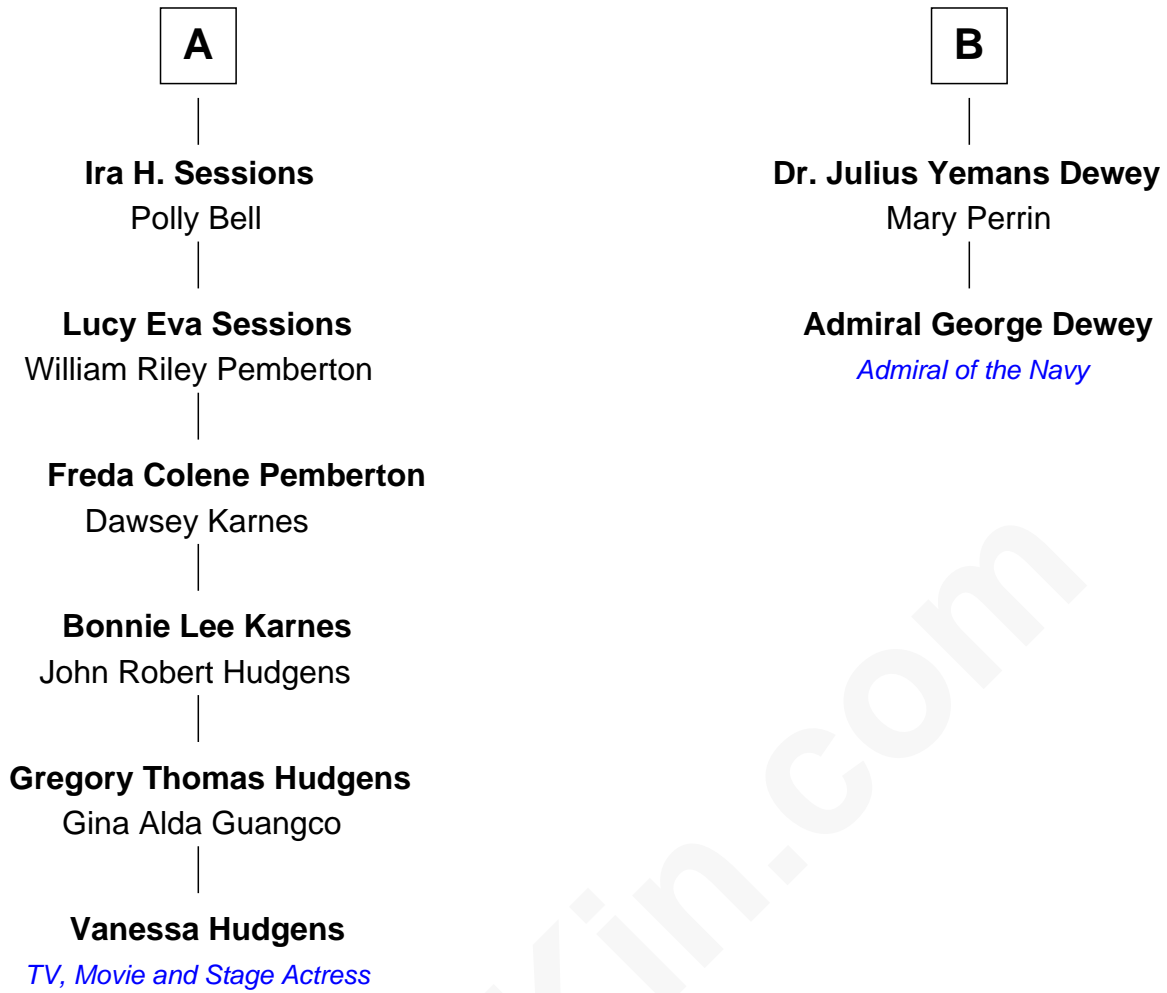 A
B
Ira H. Sessions
Polly Bell
Dr. Julius Yemans Dewey
Mary Perrin
Lucy Eva Sessions
William Riley Pemberton
Admiral George Dewey
Admiral of the Navy
Freda Colene Pemberton
Dawsey Karnes
Bonnie Lee Karnes
John Robert Hudgens
Gregory Thomas Hudgens
Gina Alda Guangco
Vanessa Hudgens
TV, Movie and Stage Actress
Kin.com